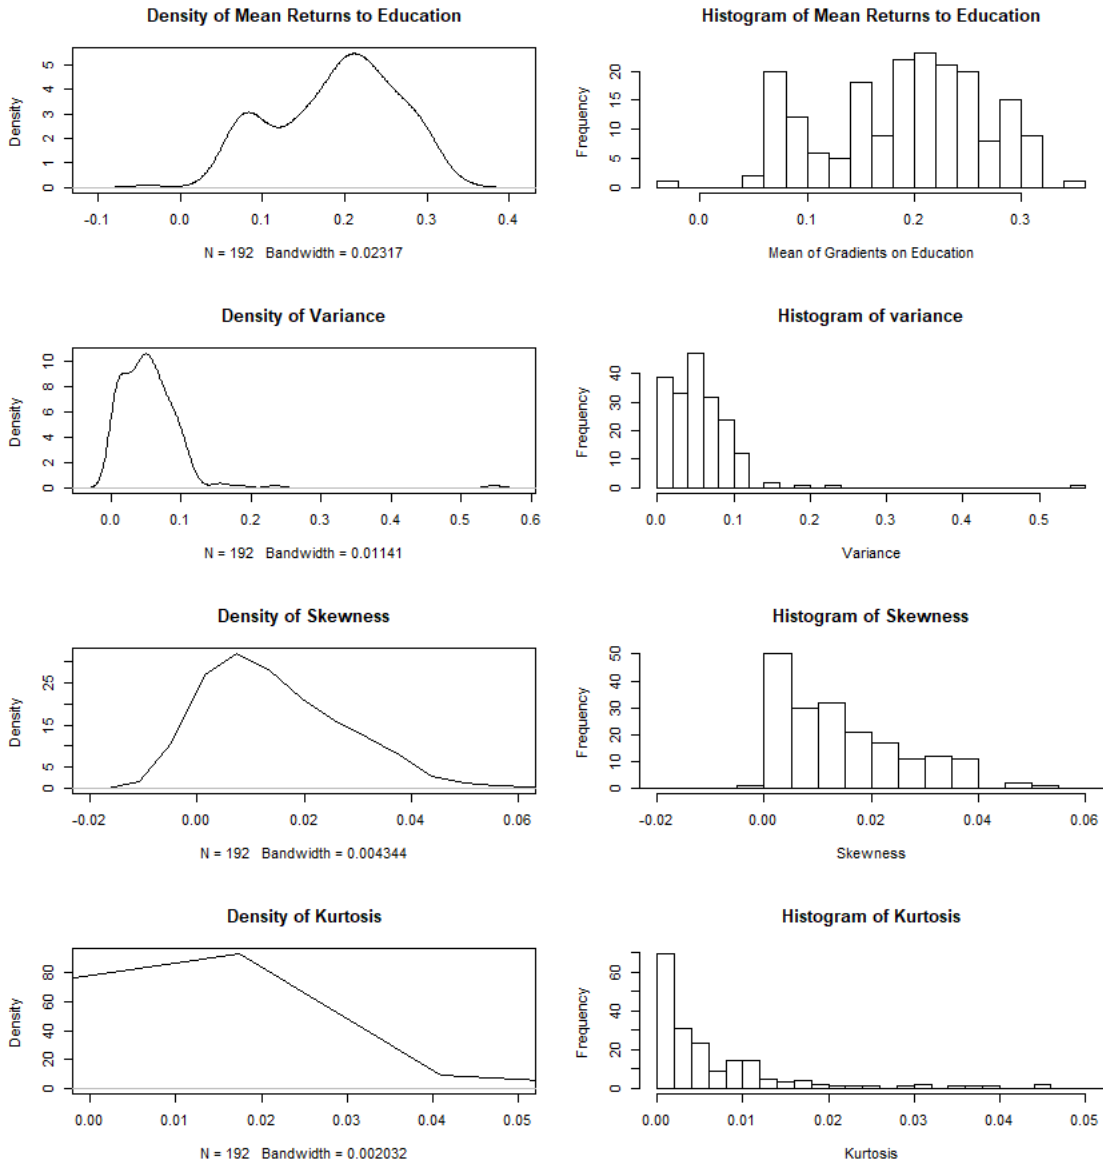 Density of Mean Returns to Education
Density
5
4
3
2
1
0
-0.1 0.0 0.1 0.2 0.3 0.4
N = 192 Bandwidth = 0.02317
Histogram of Mean Returns to Education
Frequency
20
15
10
5
0
0.0 0.1 0.2 0.3
Mean of Gradients on Education
Density of Variance
Density
10
8
6
4
2
0
0.0 0.1 0.2 0.3 0.4 0.5 0.6
N = 192 Bandwidth = 0.01141
Histogram of variance
Frequency
40
30
20
10
0
0.0 0.1 0.2 0.3 0.4 0.5
Variance
Density of Skewness
Density
25
15
5
0
-0.02 0.00 0.02 0.04 0.06
N = 192 Bandwidth = 0.004344
Histogram of Skewness
Frequency
50
40
30
20
10
0
-0.02 0.00 0.02 0.04 0.06
Skewness
Density of Kurtosis
Density
80
60
40
20
0
0.00 0.01 0.02 0.03 0.04 0.05
N = 192 Bandwidth = 0.002032
Histogram of Kurtosis
Frequency
60
40
20
0
0.00 0.01 0.02 0.03 0.04 0.05
Kurtosis